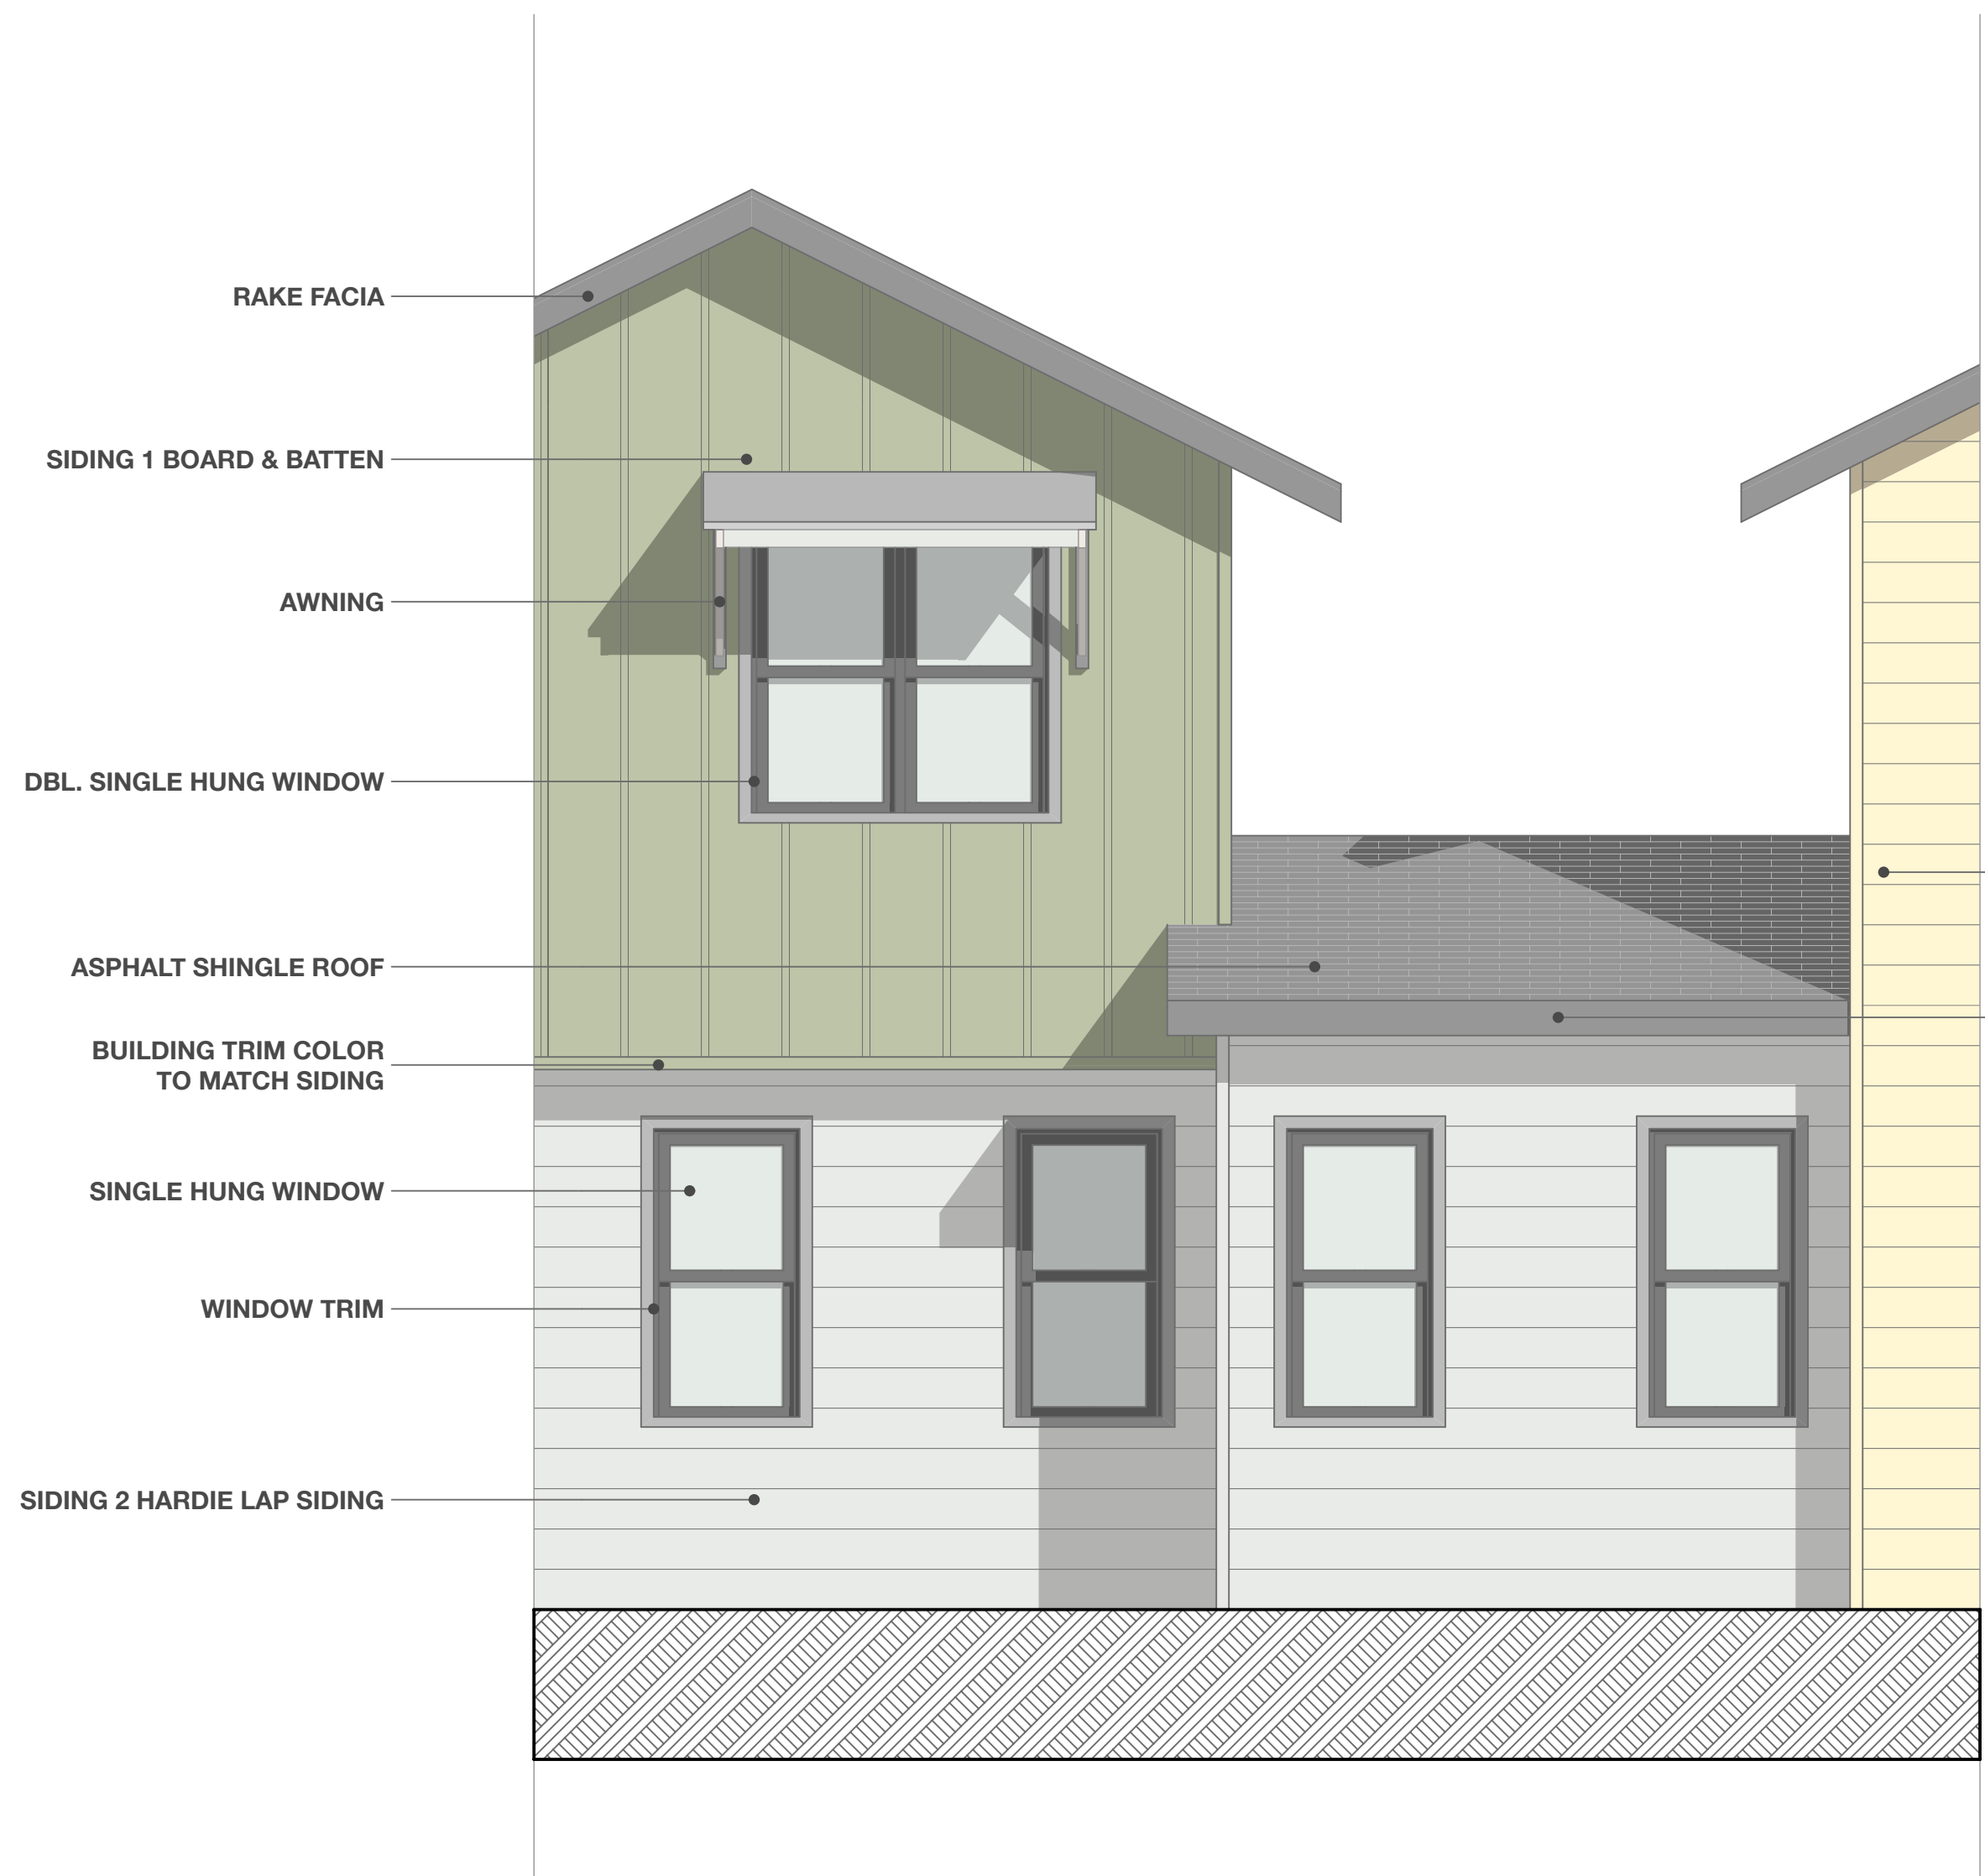 RAKE FACIA
SIDING 1 BOARD & BATTEN
AWNING
DBL. SINGLE HUNG WINDOW
ASPHALT SHINGLE ROOF
BUILDING TRIM COLOR
TO MATCH SIDING
SINGLE HUNG WINDOW
WINDOW TRIM
SIDING 2 HARDIE LAP SIDING